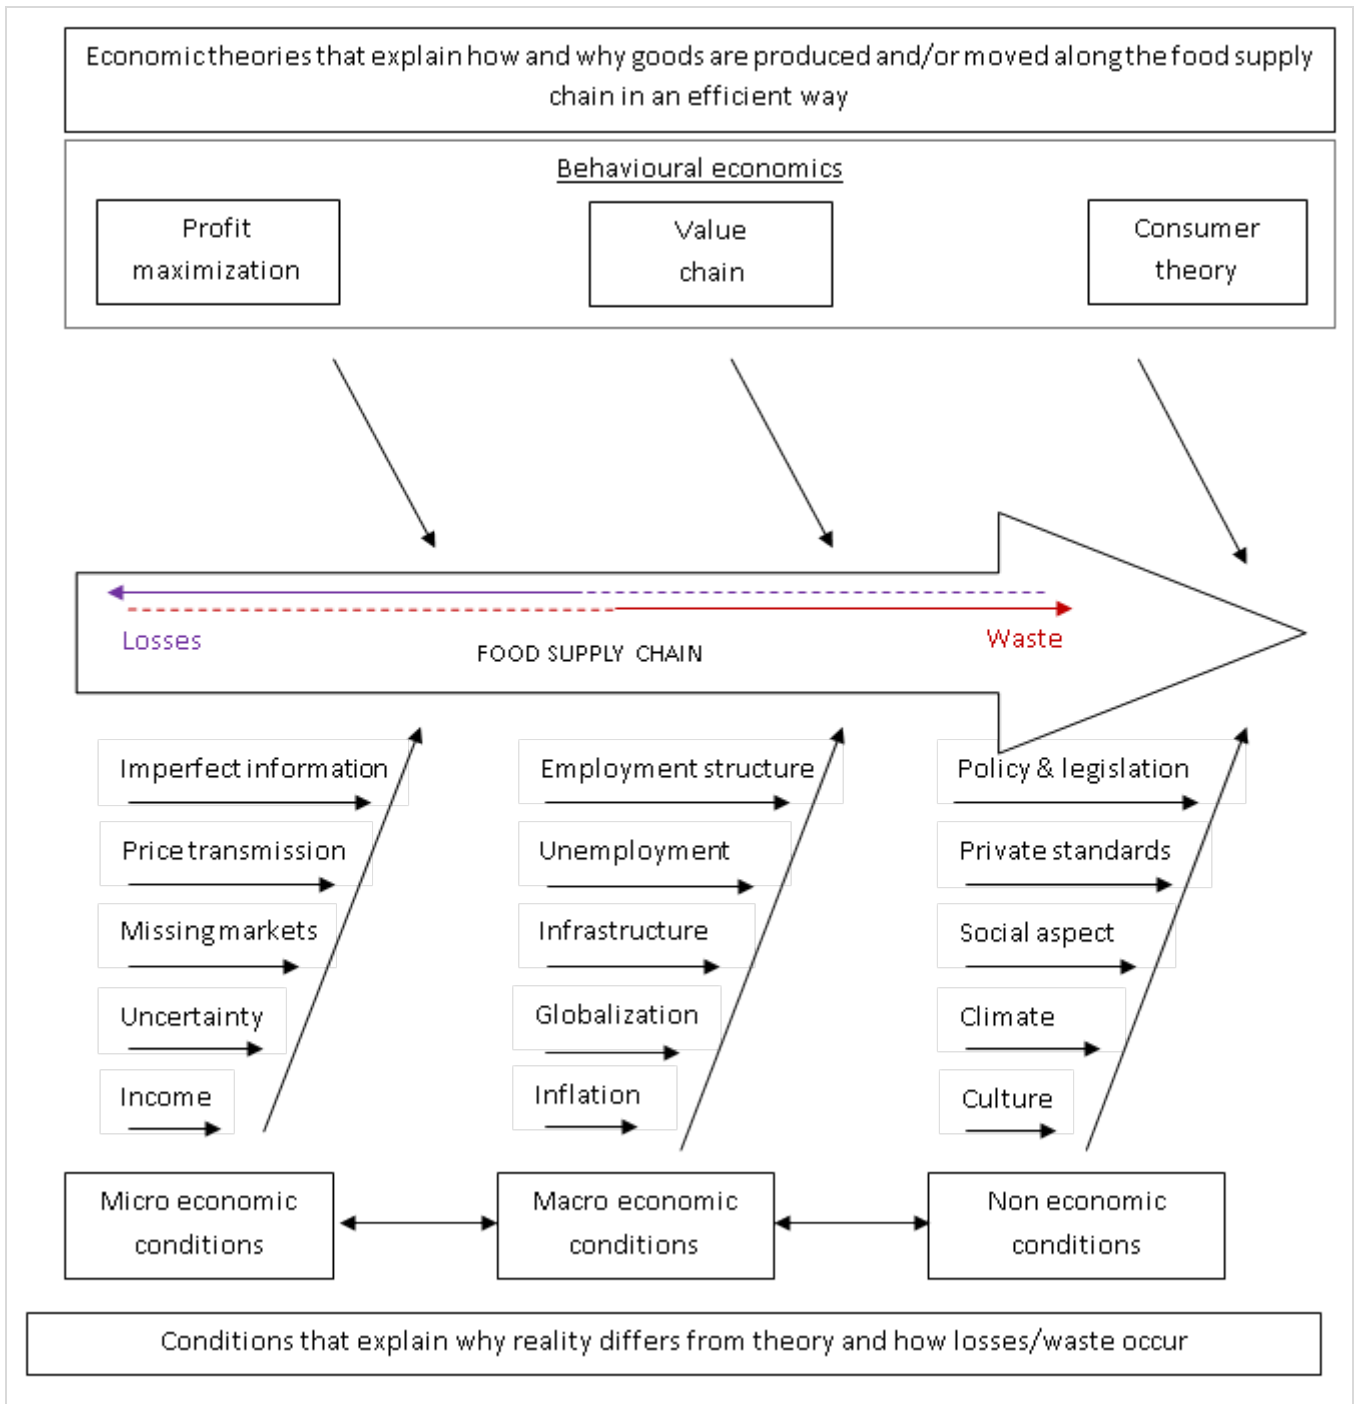 Economic theories that explain how and why goods are produced and/or moved along the food supply
chain in an efficient way
Behavioural economics
Profit
maximization
Value
chain
Consumer
theory
Losses
Waste
FOOD SUPPLY CHAIN
Imperfect information
Price transmission
Missing markets
Uncertainty
Income
Employment structure
Unemployment
Infrastructure
Globalization
Inflation
Policy & legislation
Private standards
Social aspect
Climate
Culture
Micro economic
conditions
Macro economic
conditions
Non economic
conditions
Conditions that explain why reality differs from theory and how losses/waste occur